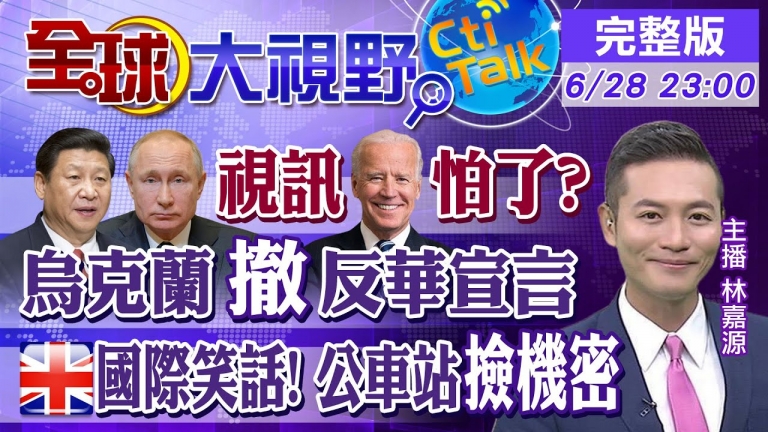 全球大視野
Cti Talk
完整版
6/28 23:00
視訊 怕了?
烏克蘭 撤 反華宣言
國際笑話! 公車站撿機密
主播 林嘉源